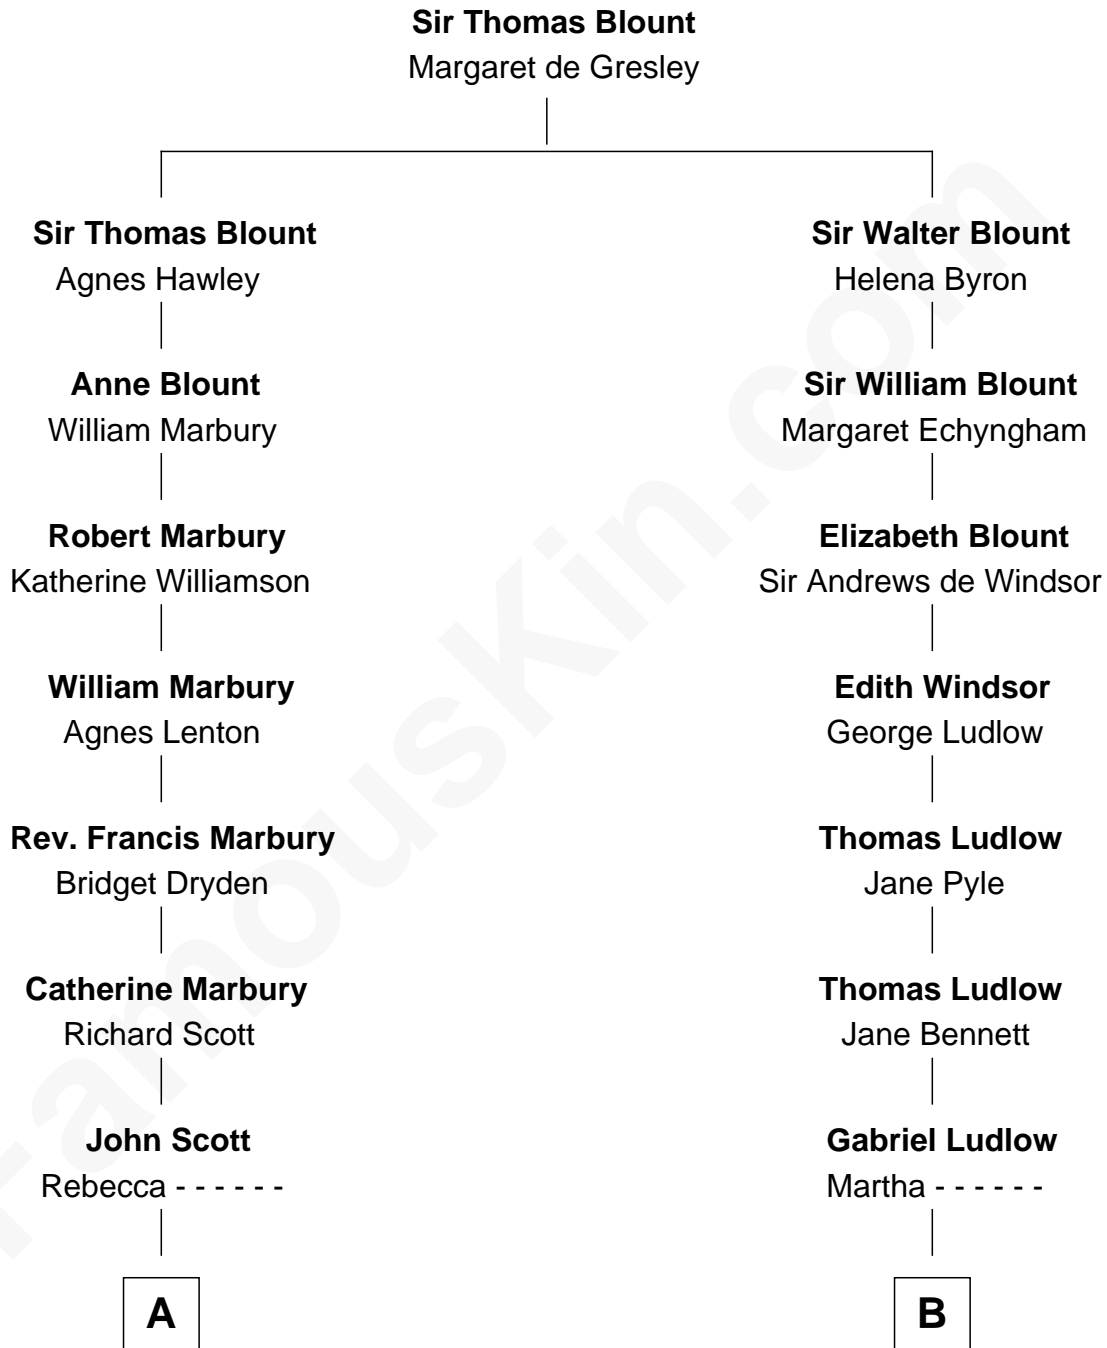 Sir Thomas Blount
Margaret de Gresley
Sir Thomas Blount
Agnes Hawley
Sir Walter Blount
Helena Byron
Anne Blount
William Marbury
Sir William Blount
Margaret Echyngham
Robert Marbury
Katherine Williamson
Elizabeth Blount
Sir Andrews de Windsor
William Marbury
Agnes Lenton
Edith Windsor
George Ludlow
Rev. Francis Marbury
Bridget Dryden
Thomas Ludlow
Jane Pyle
Catherine Marbury
Richard Scott
Thomas Ludlow
Jane Bennett
John Scott
Rebecca - - - - - -
Gabriel Ludlow
Martha - - - - - -
A
B
FamousKin.com